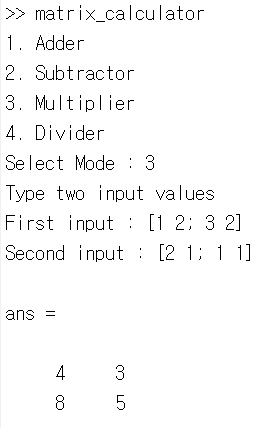 >> matrix_calculator
1. Adder
2. Subtractor
3. Multiplier
4. Divider
Select Mode : 3
Type two input values
First input : [1 2; 3 2]
Second input : [2 1; 1 1]
ans =
4 3
8 5